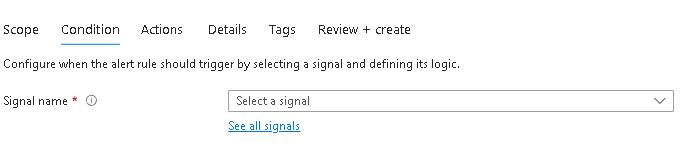 Scope Condition Actions Details Tags Review + create
Configure when the alert rule should trigger by selecting a signal and defining its logic.
Signal name * Select a signal
See all signals